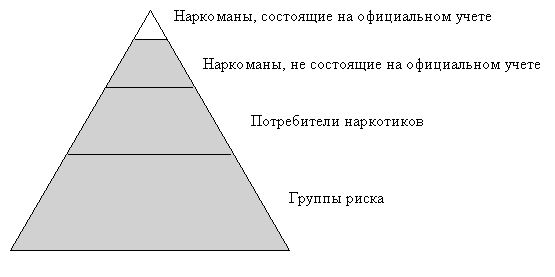 Наркоманы, состоящие на официальном учете
Наркоманы, не состоящие на официальном учете
Потребители наркотиков
Группы риска